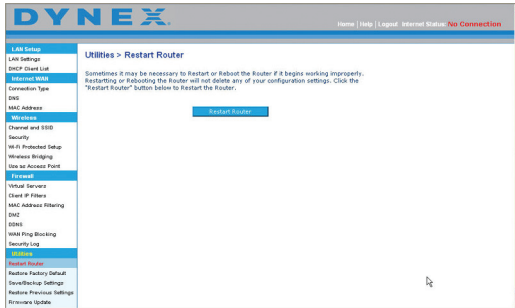 DYNEX.
Home | Help | Logout Internet Status: No Connection
LAN Setup
LAN Settings
DHCP Client List
Internet WAN
Connection Type
DNS
MAC Address
Wireless
Channel and SSID
Security
Wi-Fi Protected Setup
Wireless Bridging
Use as Access Point
Firewall
Virtual Servers
Client IP Filters
MAC Address Filtering
DMZ
DDNS
WAN Ping Blocking
Security Log
Utilities
Restart Router
Restore Factory Default
Save/Backup Settings
Restore Previous Settings
Firmware Update
Utilities > Restart Router
Sometimes it may be necessary to Restart or Reboot the Router if it begins working improperly.
Restarting or Rebooting the Router will not delete any of your configuration settings. Click the
"Restart Router" button below to Restart the Router.
Restart Router